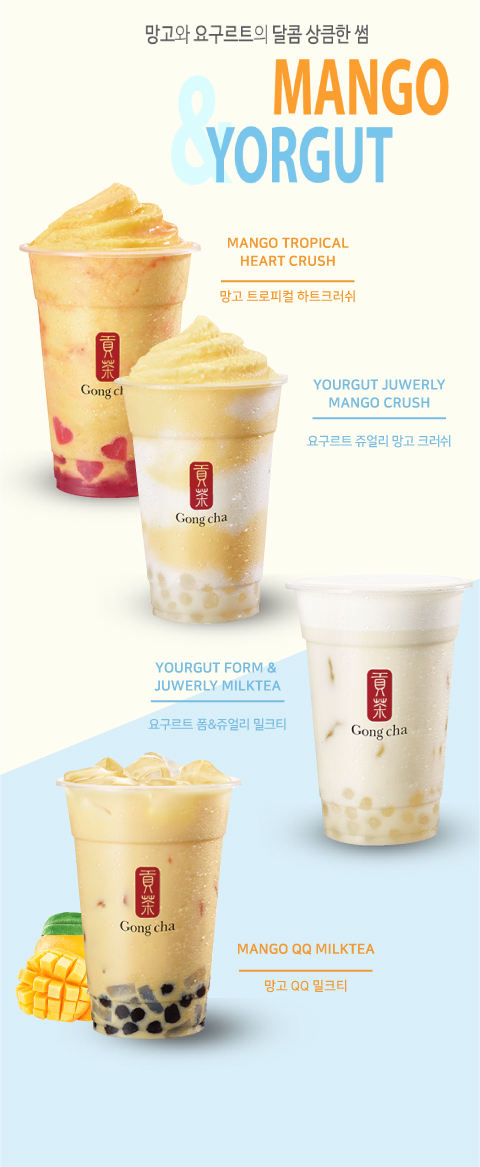 망고와 요구르트의 달콤 상큼한 썸
MANGO
&YORGUT
MANGO TROPICAL
HEART CRUSH
망고 트로피컬 하트크러쉬
貢茶
Gong ch
YOURGUT JUWERLY
MANGO CRUSH
요구르트 쥬얼리 망고 크러쉬
貢茶
Gong cha
YOURGUT FORM &
JUWERLY MILKTEA
요구르트 폼&쥬얼리 밀크티
貢茶
Gong cha
貢茶
Gong cha
MANGO QQ MILKTEA
망고 QQ 밀크티